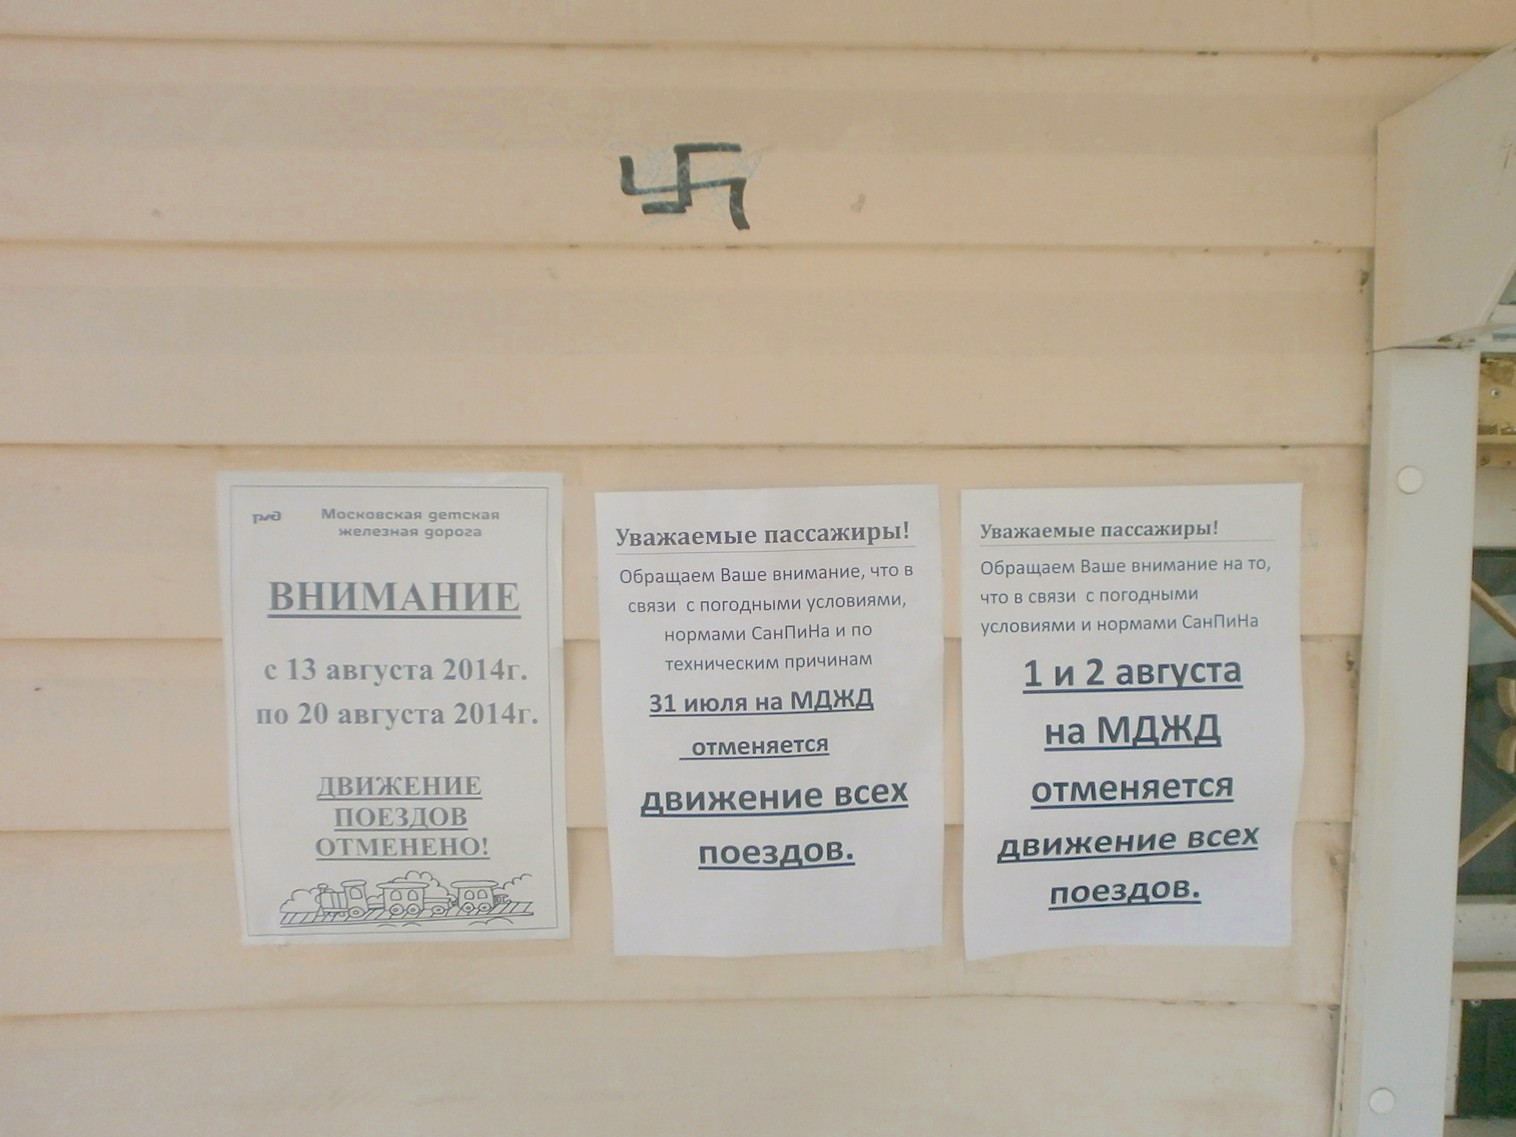 ржд
Московская детская
железная дорога
ВНИМАНИЕ
с 13 августа 2014г.
по 20 августа 2014г.
ДВИЖЕНИЕ
ПОЕЗДОВ
ОТМЕНЕНО!
Уважаемые пассажиры!
Обращаем Ваше внимание, что в
связи с погодными условиями,
нормами СанПиНа и по
техническим причинам
31 июля на МДЖД
отменяется
движение всех
поездов.
Уважаемые пассажиры!
Обращаем Ваше внимание на то,
что в связи с погодными
условиями и нормами СанПиНа
1 и 2 августа
на МДЖД
отменяется
движение всех
поездов.